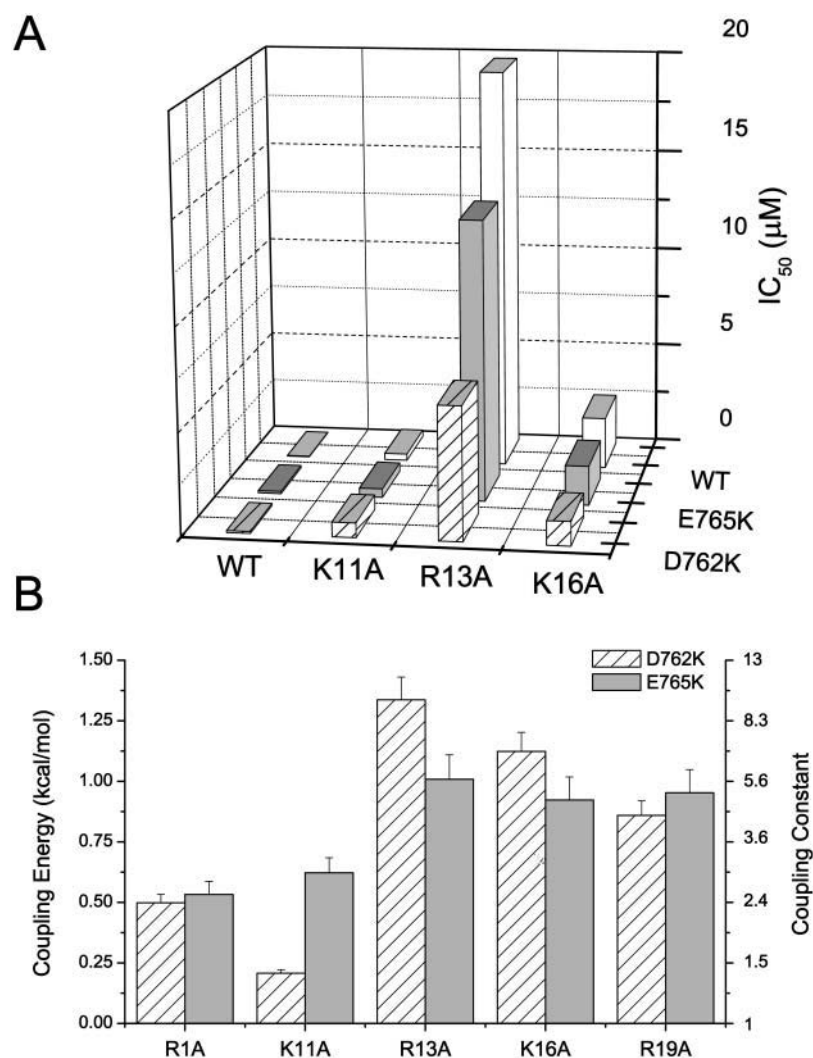 A
20
15
10
5
0
IC50 (μM)
WT
E765K
D762K
WT K11A R13A K16A
B
1.50
1.25
1.00
0.75
0.50
0.25
0.00
Coupling Energy (kcal/mol)
D762K
E765K
13
8.3
5.6
3.6
2.4
1.5
1
Coupling Constant
R1A K11A R13A K16A R19A